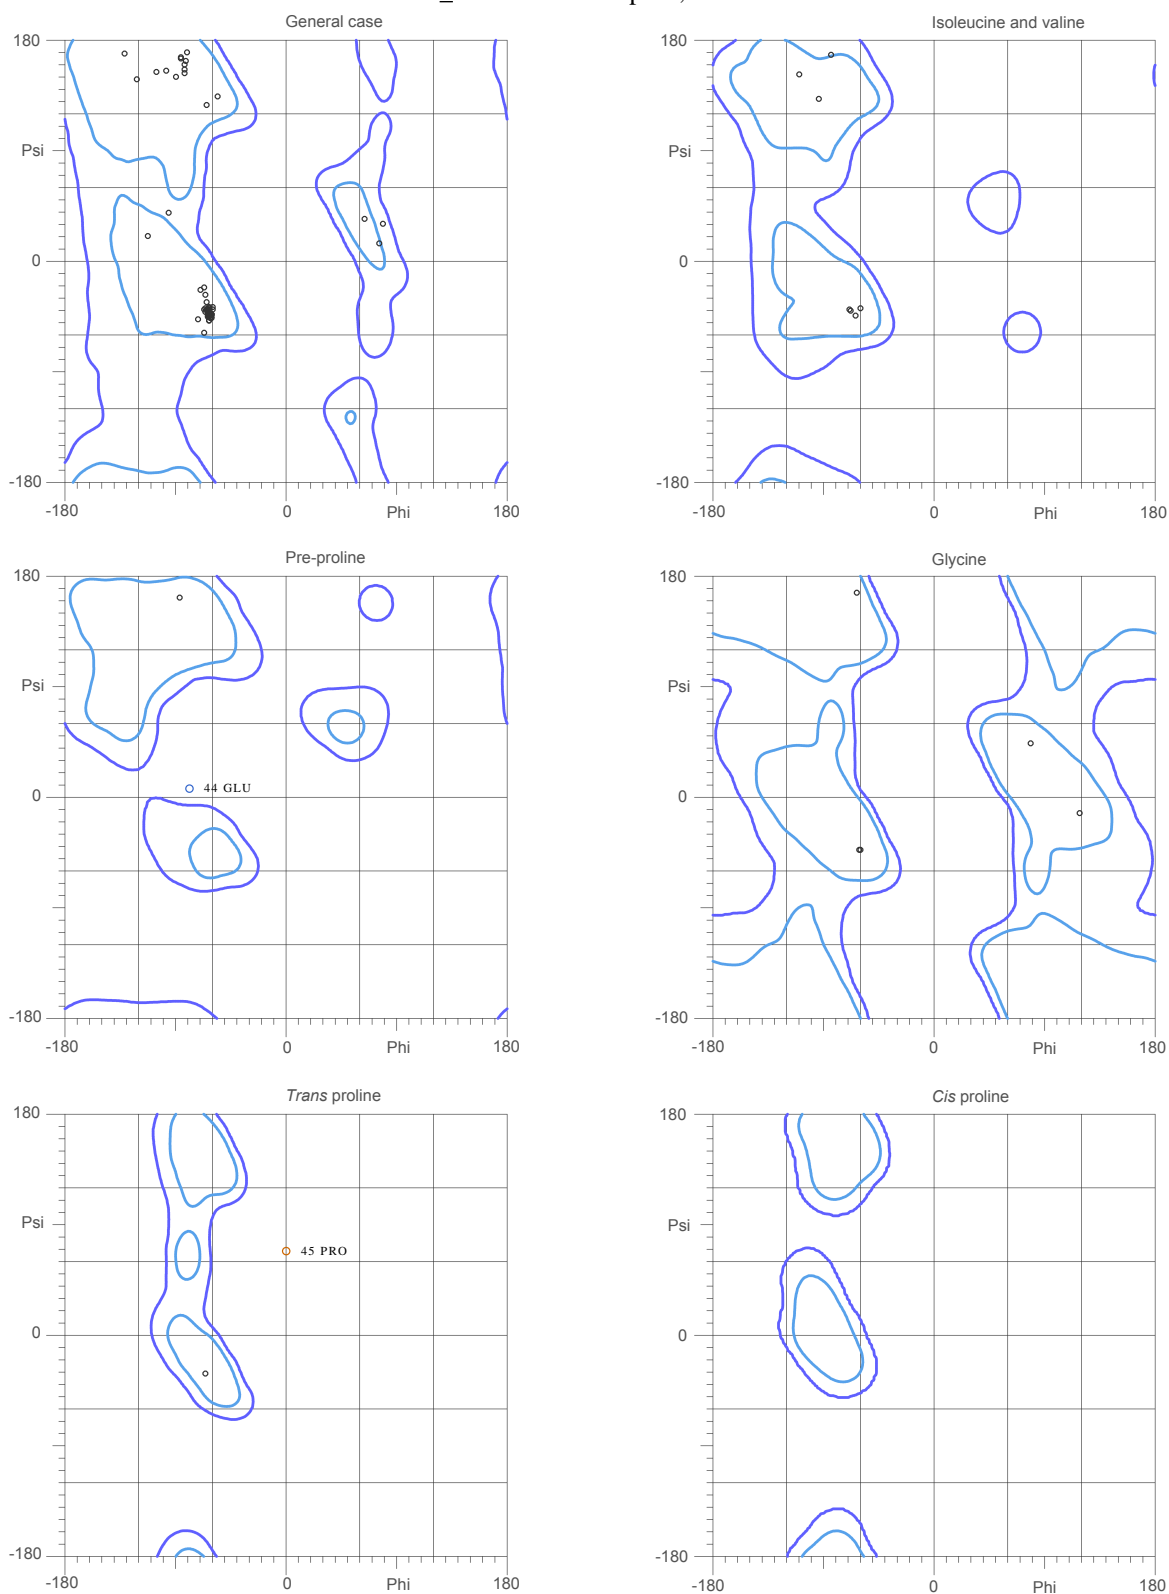 General case
180
Psi
0
-180
-180
0
Phi
180
Isoleucine and valine
180
Psi
0
-180
-180
0
Phi
180
Pre-proline
180
Psi
44 GLU
0
-180
-180
0
Phi
180
Glycine
180
Psi
0
-180
-180
0
Phi
180
Trans proline
180
Psi
45 PRO
0
-180
-180
0
Phi
180
Cis proline
180
Psi
0
-180
-180
0
Phi
180